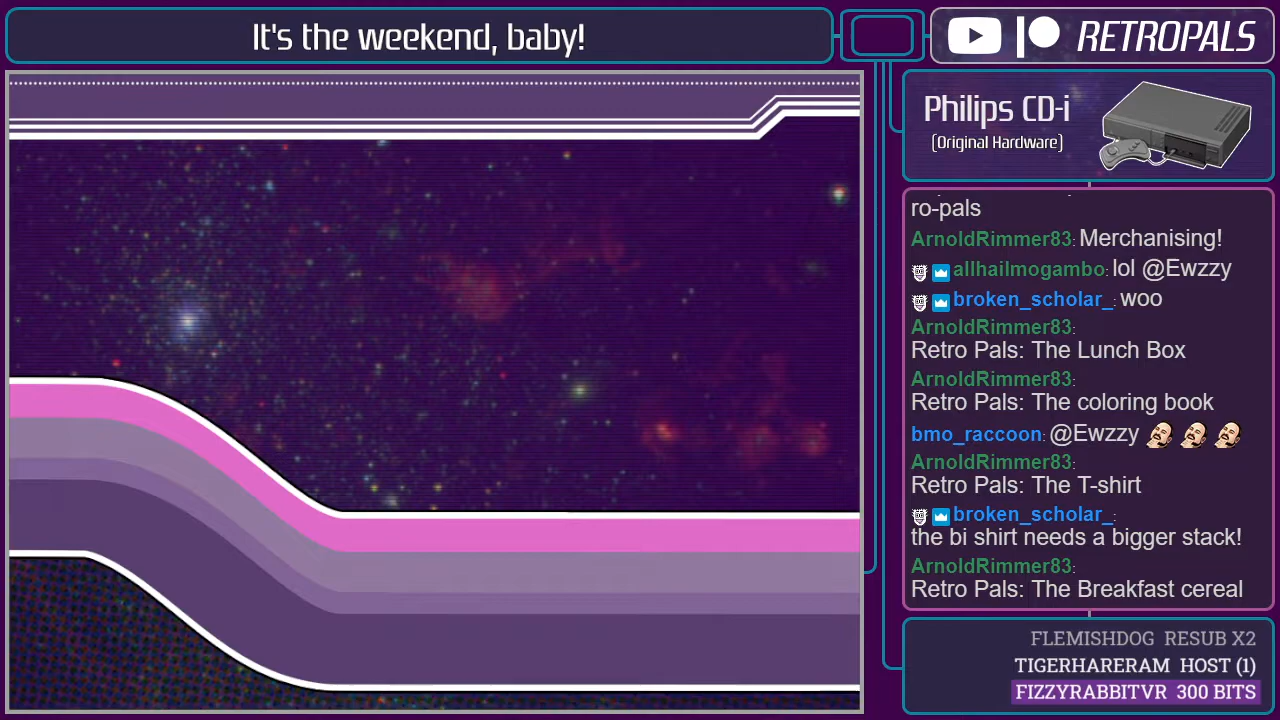 It's the weekend, baby!
RETROPALS
Philips CD-i
(Original Hardware)
ro-pals
ArnoldRimmer83: Merchanising!
allhailmogambo: lol @Ewzzy
broken_scholar_: woo
ArnoldRimmer83:
Retro Pals: The Lunch Box
ArnoldRimmer83:
Retro Pals: The coloring book
bmo_raccoon: @Ewzzy
ArnoldRimmer83:
Retro Pals: The T-shirt
broken_scholar_:
the bi shirt needs a bigger stack!
ArnoldRimmer83:
Retro Pals: The Breakfast cereal
FLEMISHDOG RESUB X2
TIGERHARERAM HOST (1)
FIZZYRABBITVR 300 BITS